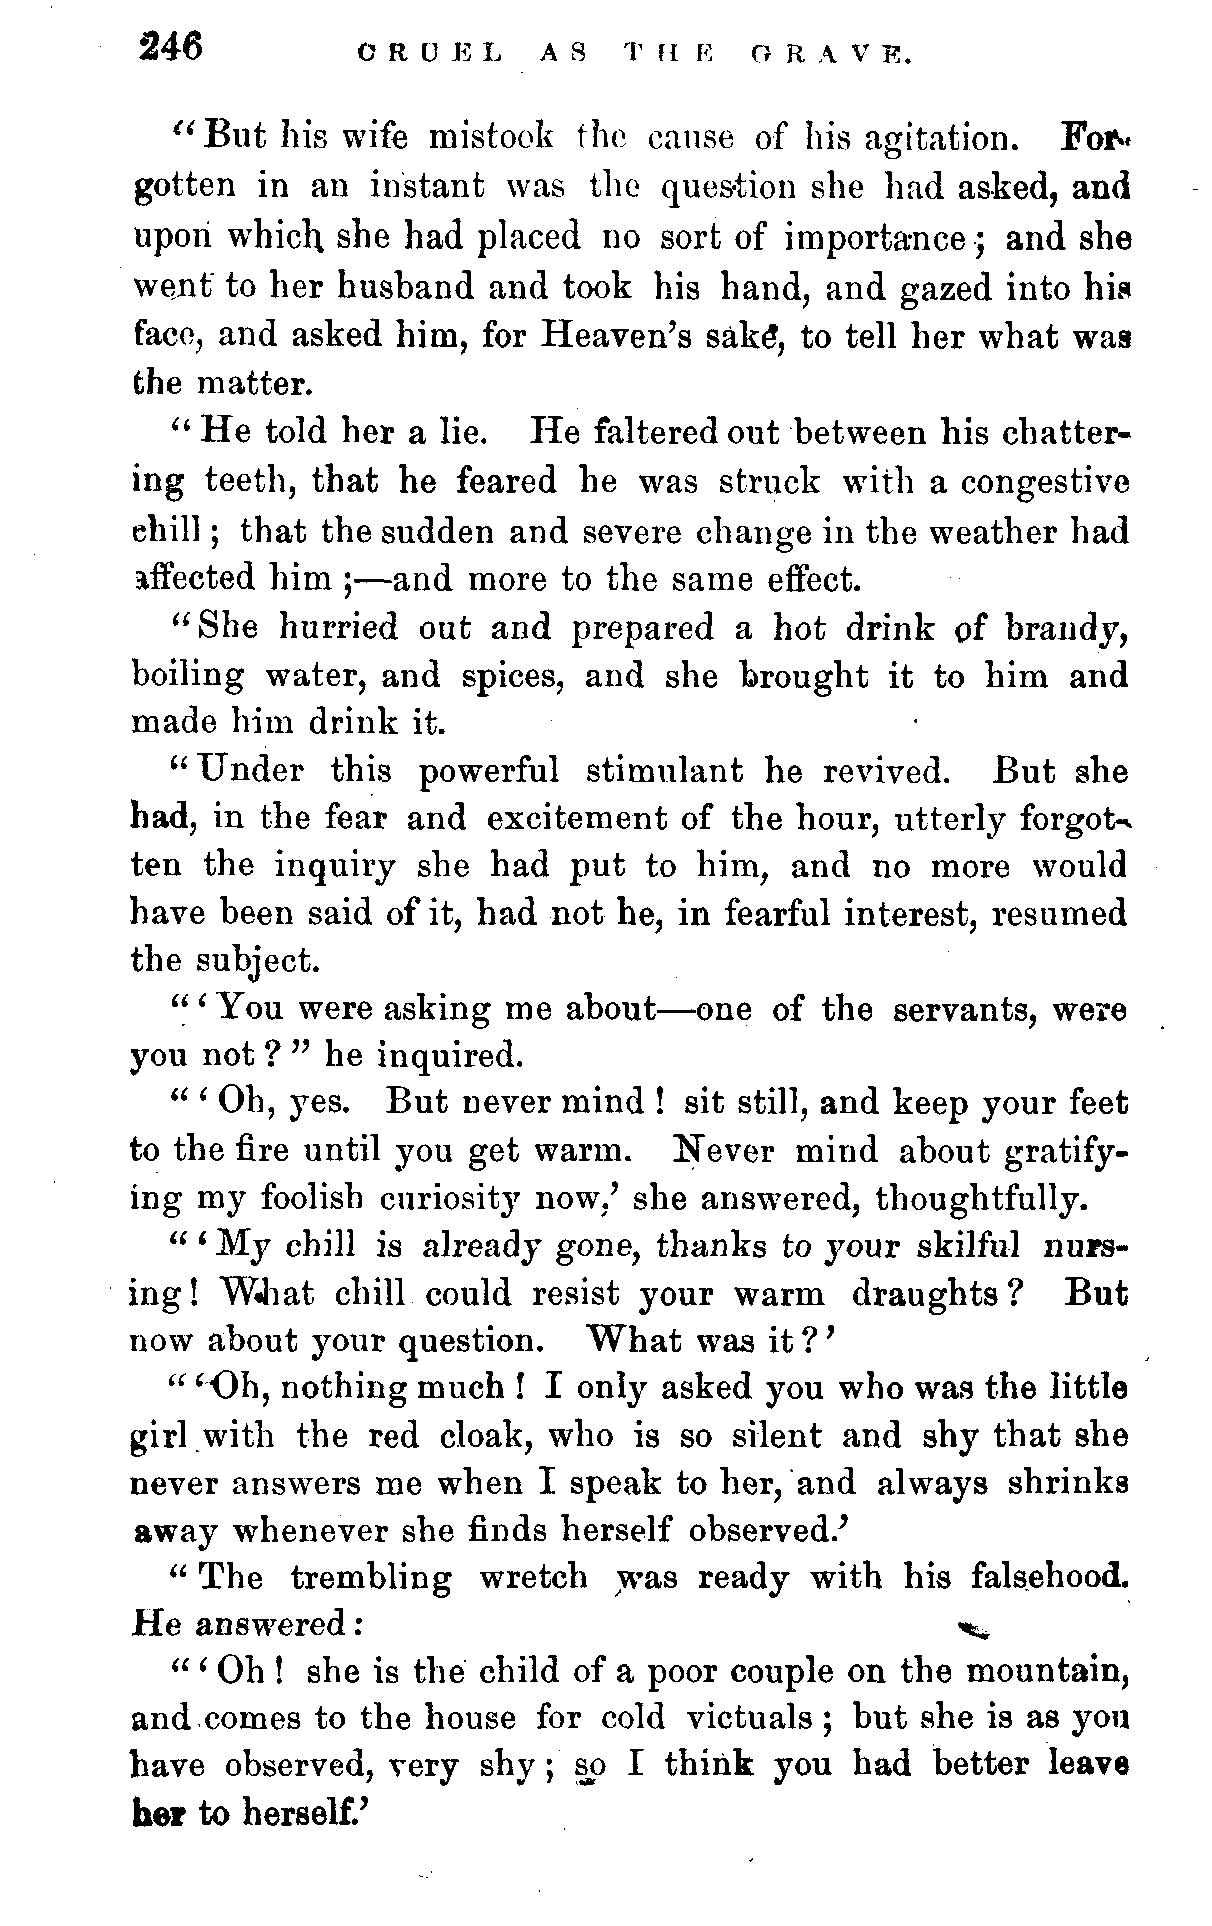 246 CRUEL AS THE GRAVE.
"But his wife mistook the cause of his agitation. For-
gotten in an instant was the question she had asked, and
upon which she had placed no sort of importance; and she
went to her husband and took his hand, and gazed into his
face, and asked him, for Heaven's sake, to tell her what was
the matter.
"He told her a lie. He faltered out between his chatter-
ing teeth, that he feared he was struck with a congestive
chill; that the sudden and severe change in the weather had
affected him;—and more to the same effect.
"She hurried out and prepared a hot drink of brandy,
boiling water, and spices, and she brought it to him and
made him drink it.
"Under this powerful stimulant he revived. But she
had, in the fear and excitement of the hour, utterly forgot-
ten the inquiry she had put to him, and no more would
have been said of it, had not he, in fearful interest, resumed
the subject.
"'You were asking me about—one of the servants, were
you not?" he inquired.
"'Oh, yes. But never mind! sit still, and keep your feet
to the fire until you get warm. Never mind about gratify-
ing my foolish curiosity now,' she answered, thoughtfully.
"'My chill is already gone, thanks to your skilful nurs-
ing! What chill could resist your warm draughts? But
now about your question. What was it?'
"'Oh, nothing much! I only asked you who was the little
girl with the red cloak, who is so silent and shy that she
never answers me when I speak to her, and always shrinks
away whenever she finds herself observed.'
"The trembling wretch was ready with his falsehood.
He answered:
"'Oh! she is the child of a poor couple on the mountain,
and comes to the house for cold victuals; but she is as you
have observed, very shy; so I think you had better leave
her to herself.'